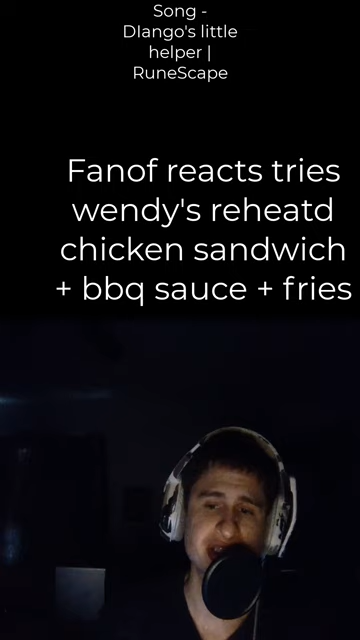 Song -
Dlango's little
helper |
RuneScape
Fanof reacts tries
wendy's reheatd
chicken sandwich
+ bbq sauce + fries